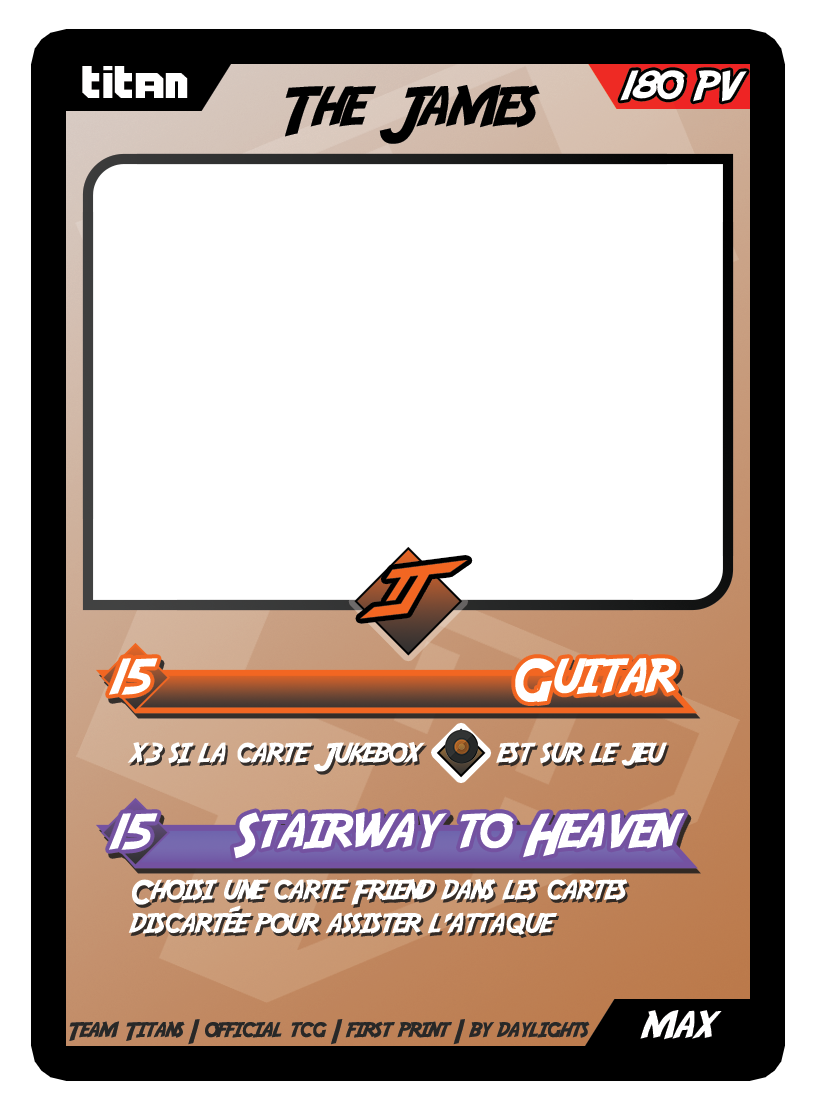 titan
The James
180 PV
JJ
15
Guitar
x3 si la carte Jukebox est sur le jeu
15
Stairway to Heaven
Choisi une carte Friend dans les cartes
discartée pour assister l'attaque
Team Titans | Official TCG | First Print | by Daylights
Max